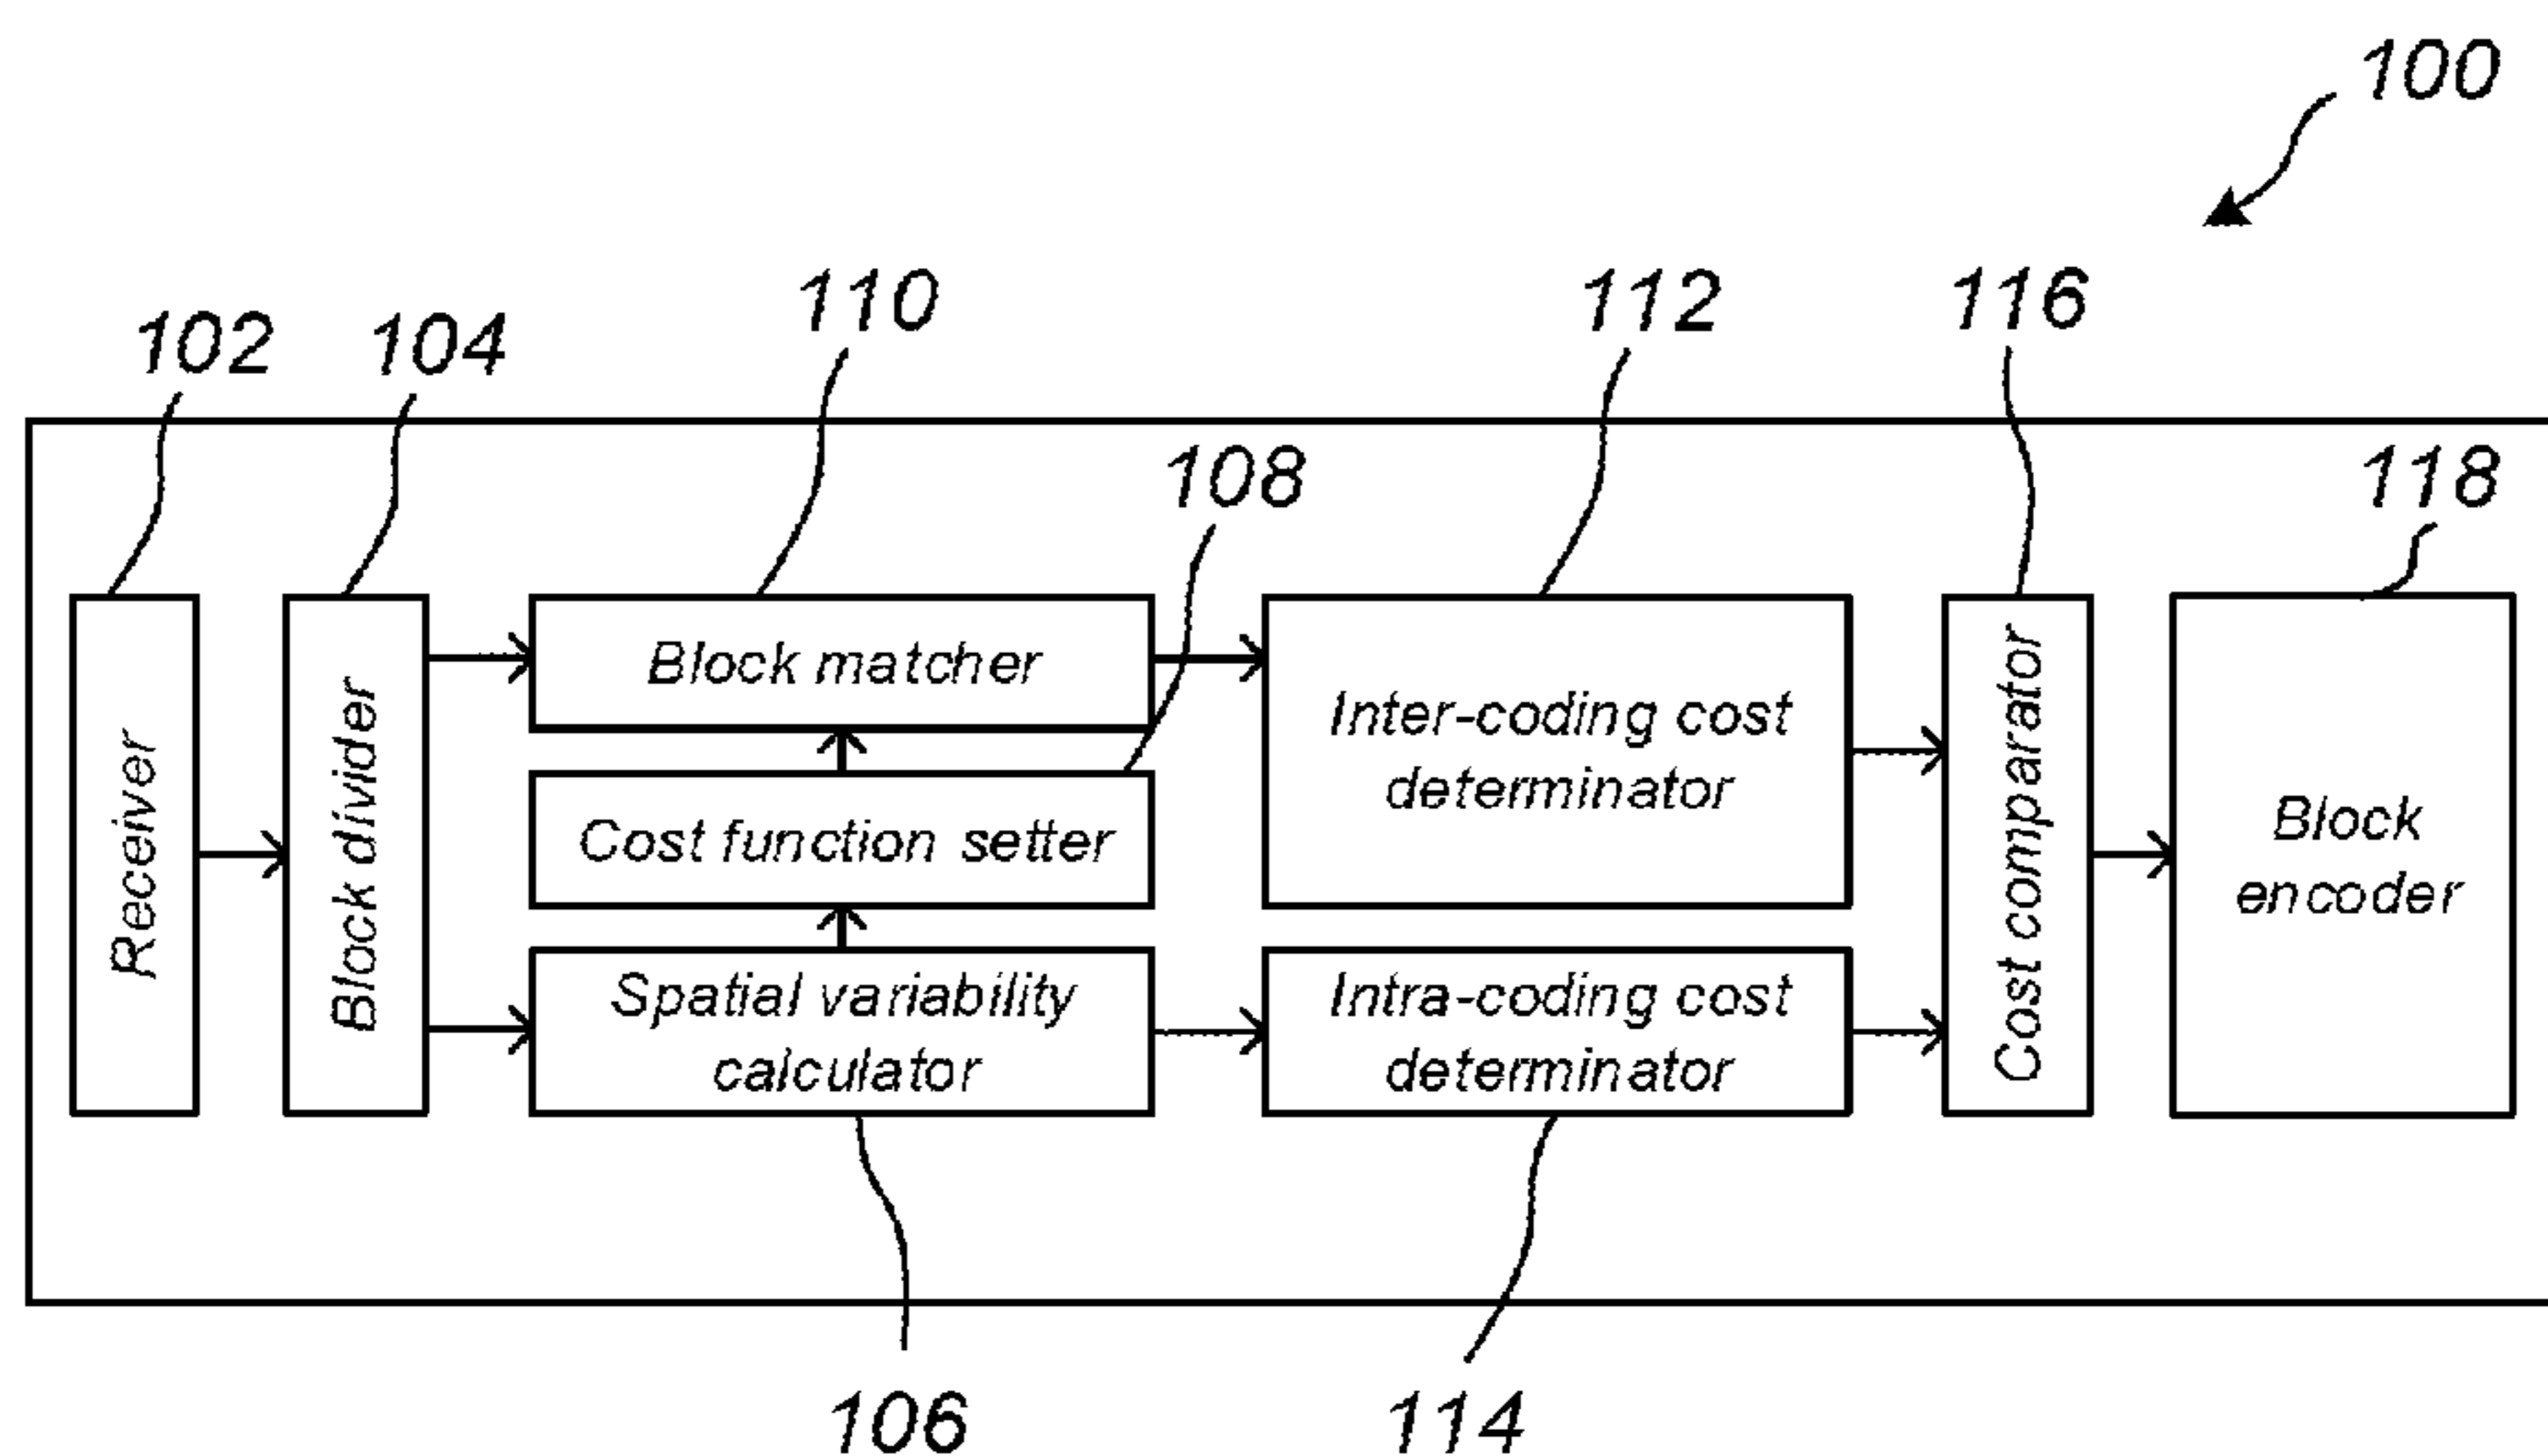 100
110
112
116
102
104
108
118
Receiver
Block divider
Block matcher
Cost function setter
Spatial variability
calculator
Inter-coding cost
determinator
Intra-coding cost
determinator
Cost comparator
Block
encoder
106
114